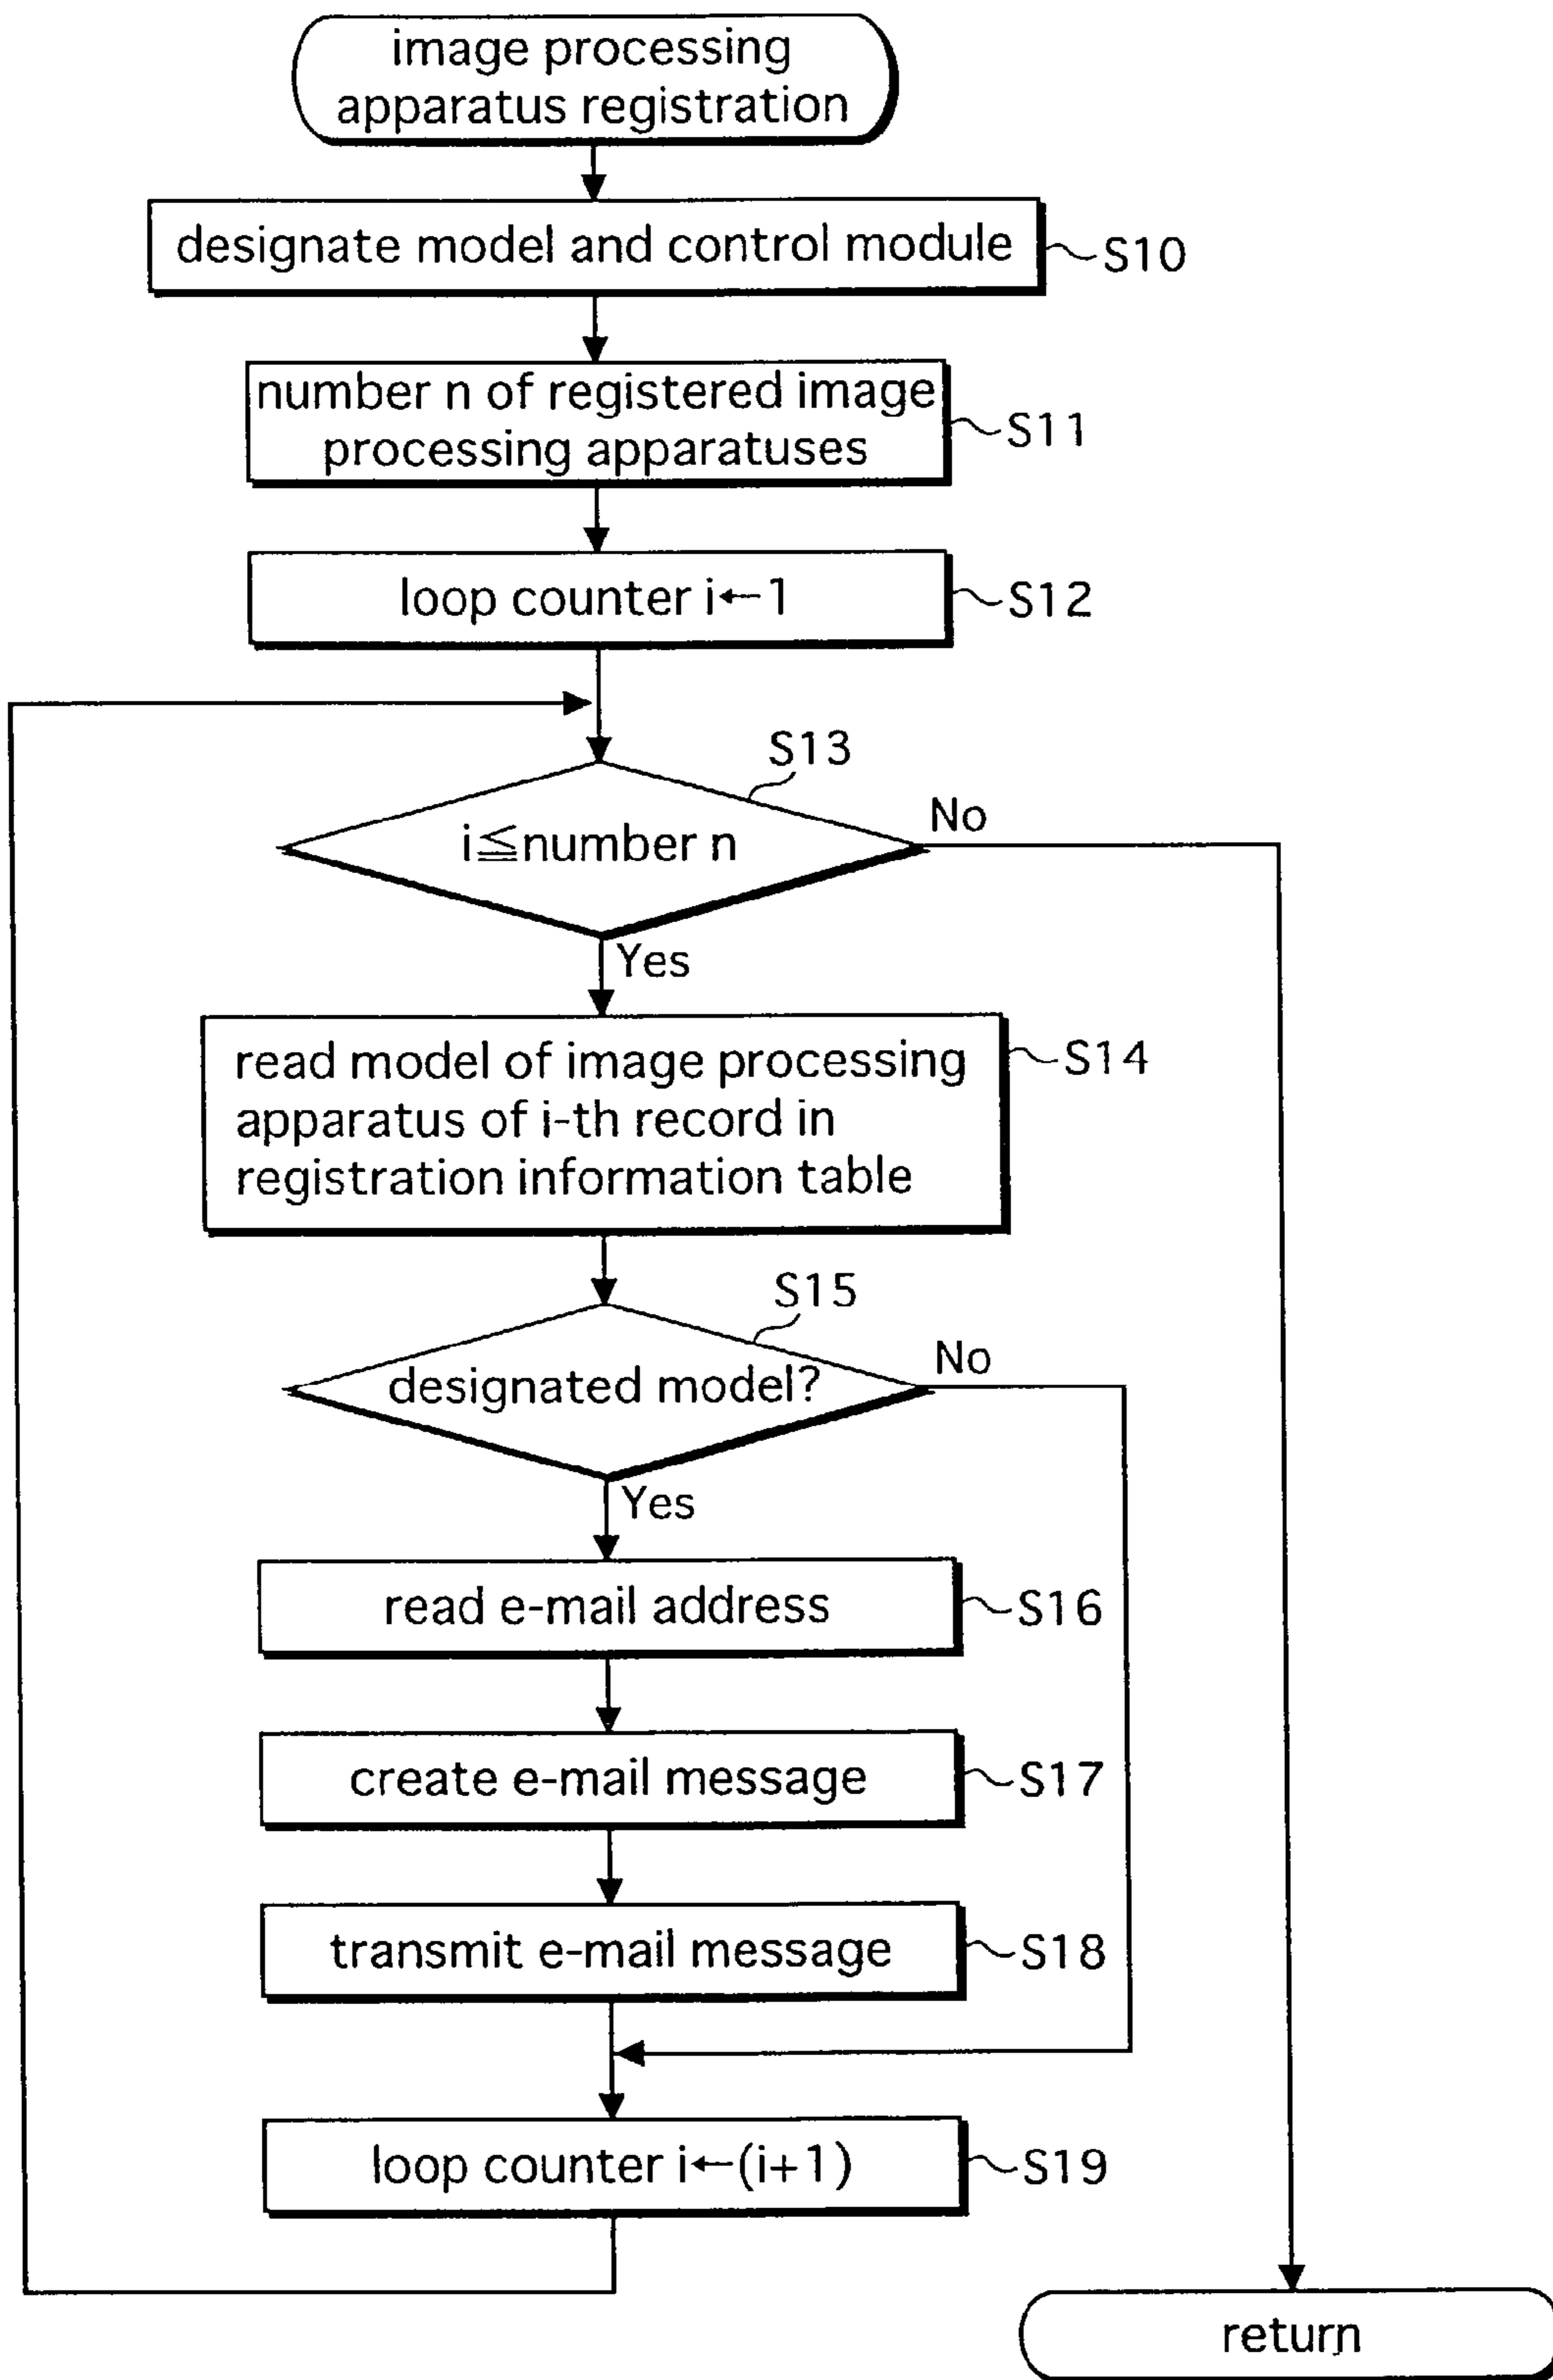 image processing
apparatus registration
designate model and control module
S10
number n of registered image
processing apparatuses
S11
loop counter i←1
S12
S13
i≦number n
No
Yes
read model of image processing
apparatus of i-th record in
registration information table
S14
S15
designated model?
No
Yes
read e-mail address
S16
create e-mail message
S17
transmit e-mail message
S18
loop counter i←(i+1)
S19
return